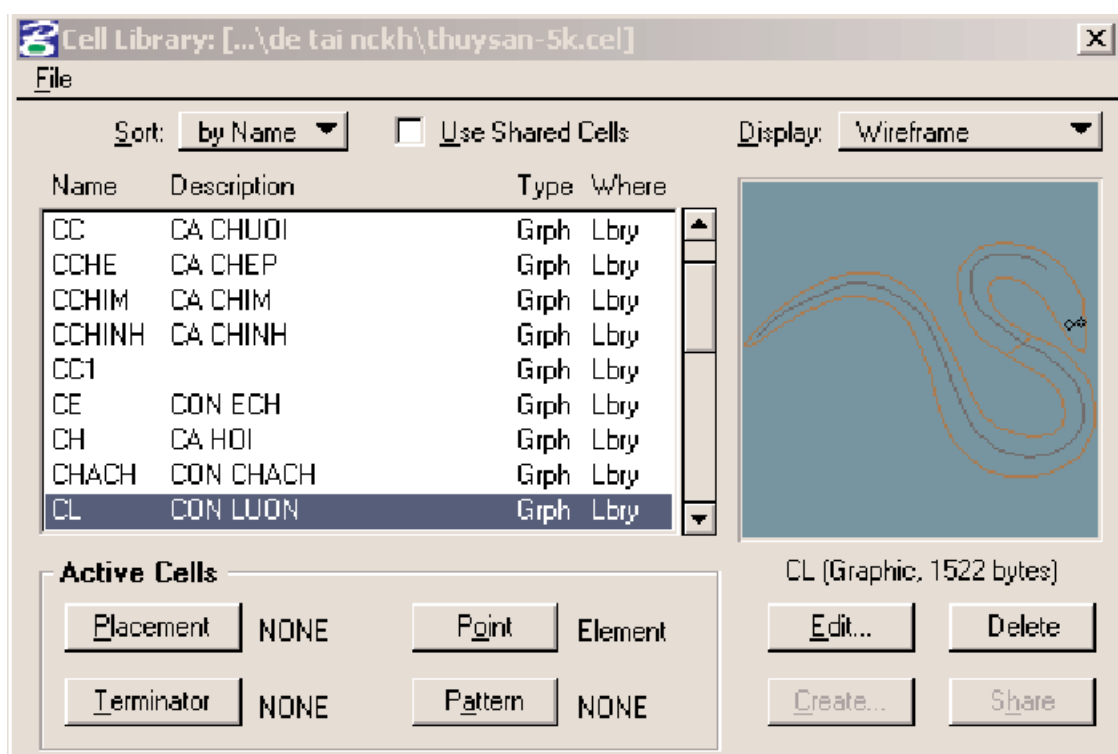 Cell Library: [...\de tai nckh\thuysan-5k.cel]
File
Sort: by Name Use Shared Cells Display: Wireframe
Name Description Type Where
CC CA CHUOI Grph Lbry
CCHE CA CHEP Grph Lbry
CCHIM CA CHIM Grph Lbry
CCHINH CA CHINH Grph Lbry
CC1 Grph Lbry
CE CON ECH Grph Lbry
CH CA HOI Grph Lbry
CHACH CON CHACH Grph Lbry
CL CON LUON Grph Lbry
CL (Graphic, 1522 bytes)
Active Cells
Placement NONE Point Element Edit... Delete
Terminator NONE Pattern NONE Create... Share